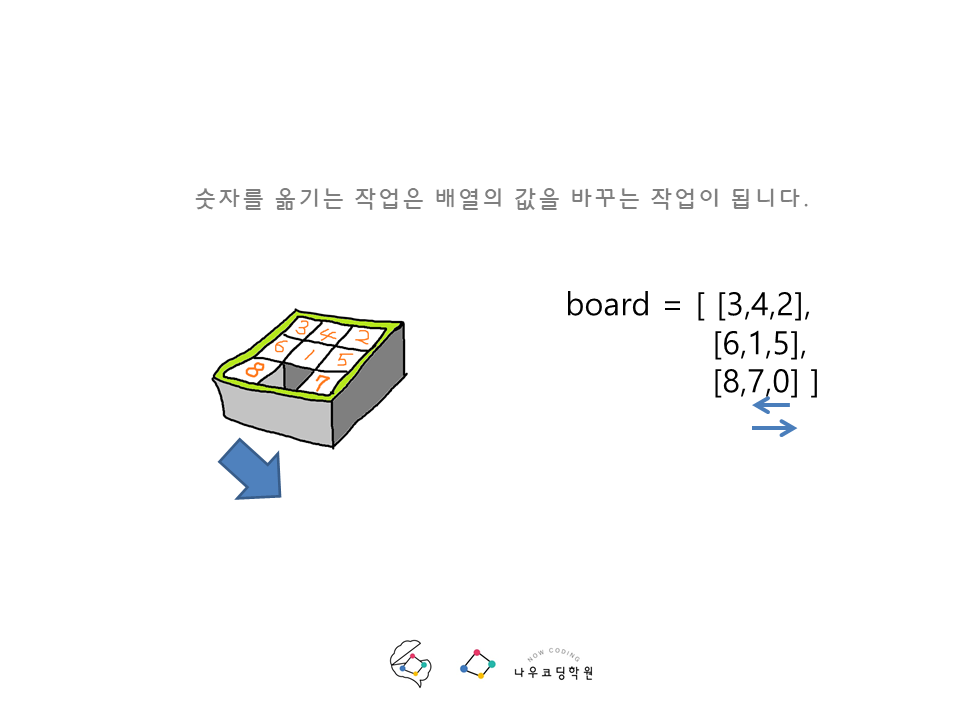 숫자를 옮기는 작업은 배열의 값을 바꾸는 작업이 됩니다.
board = [ [3,4,2],
[6,1,5],
[8,7,0] ]
3 4 2
6 1 5
8 7
NOW CODING
나우코딩학원